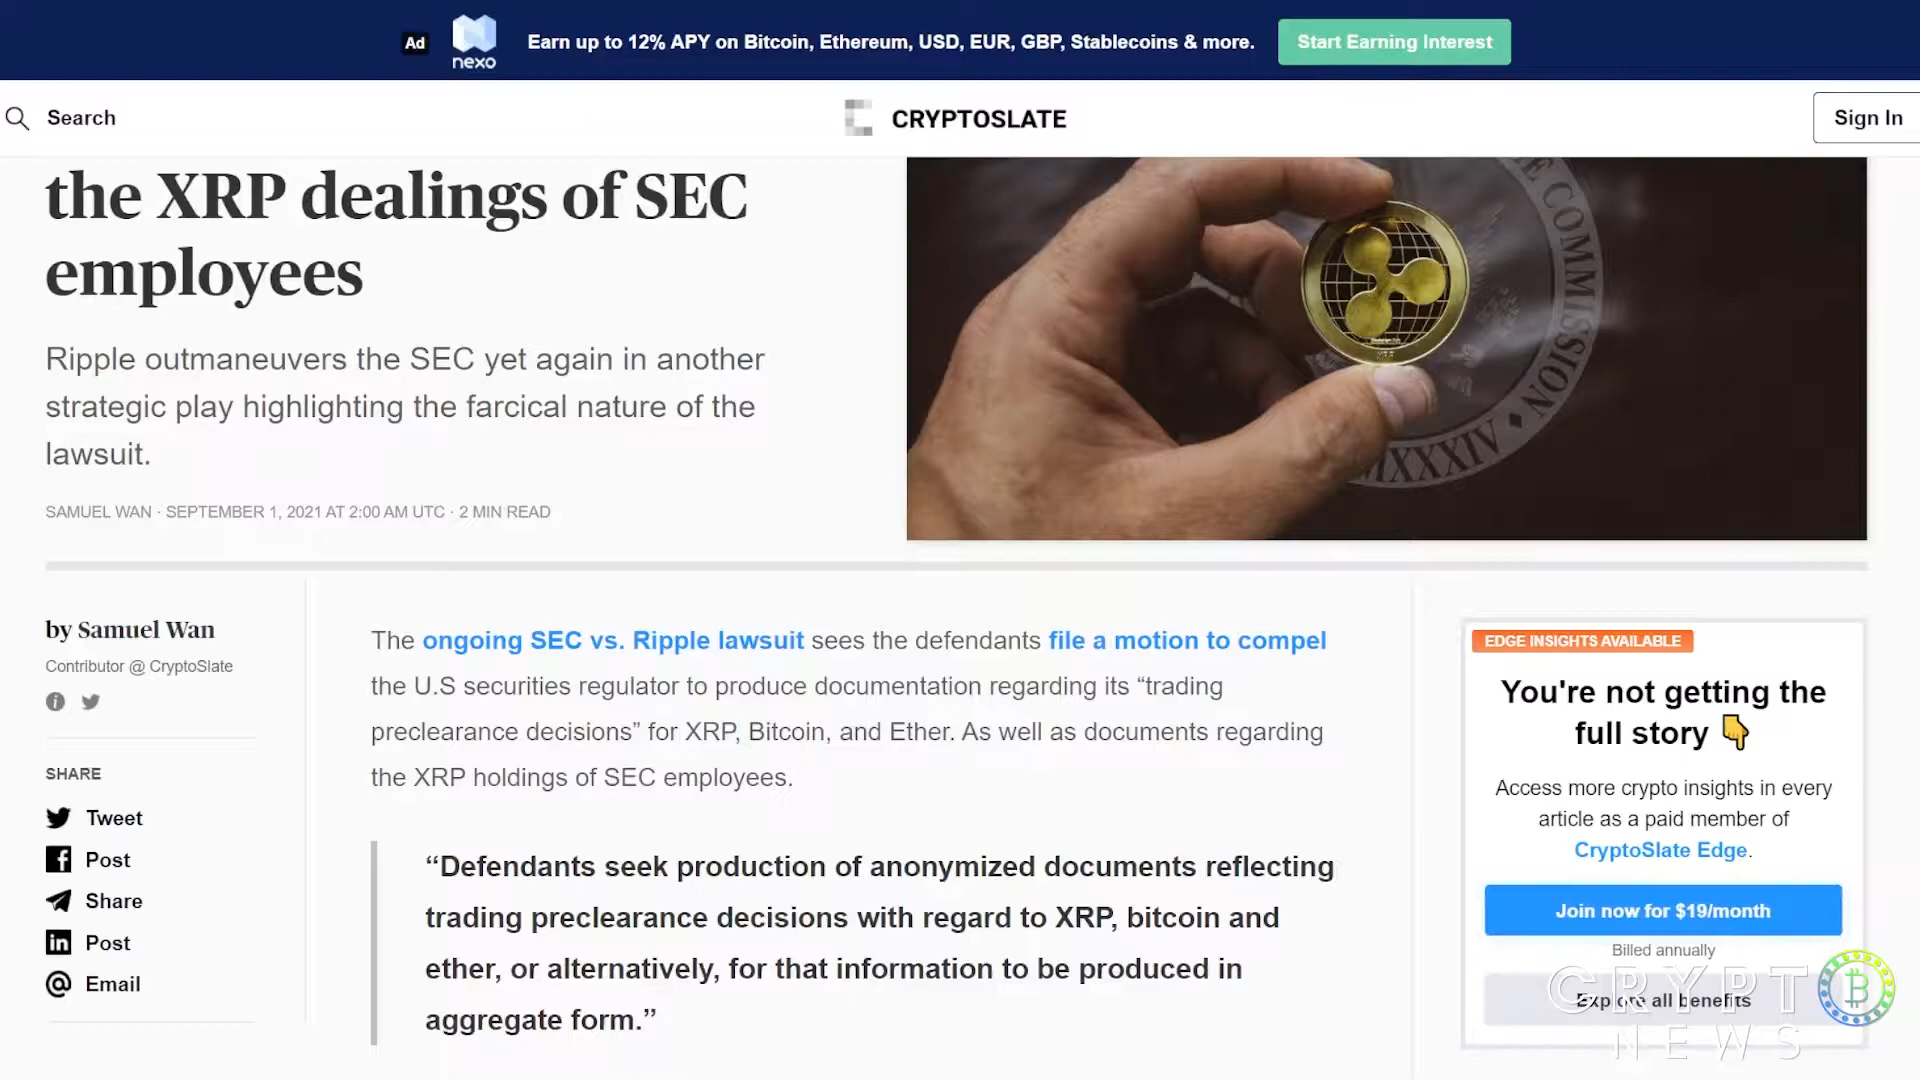 Ad
nexo
Earn up to 12% APY on Bitcoin, Ethereum, USD, EUR, GBP, Stablecoins & more.
Start Earning Interest
Search
CRYPTOSLATE
Sign In
the XRP dealings of SEC
employees
Ripple outmaneuvers the SEC yet again in another
strategic play highlighting the farcical nature of the
lawsuit.
SAMUEL WAN · SEPTEMBER 1, 2021 AT 2:00 AM UTC · 2 MIN READ
COMMISSION
MXXXIV
by Samuel Wan
Contributor @ CryptoSlate
SHARE
Tweet
Post
Share
Post
Email
The ongoing SEC vs. Ripple lawsuit sees the defendants file a motion to compel
the U.S securities regulator to produce documentation regarding its “trading
preclearance decisions” for XRP, Bitcoin, and Ether. As well as documents regarding
the XRP holdings of SEC employees.
“Defendants seek production of anonymized documents reflecting
trading preclearance decisions with regard to XRP, bitcoin and
ether, or alternatively, for that information to be produced in
aggregate form.”
EDGE INSIGHTS AVAILABLE
You're not getting the
full story 👇
Access more crypto insights in every
article as a paid member of
CryptoSlate Edge.
Join now for $19/month
Billed annually
Explore all benefits
CRYPT
NEWS